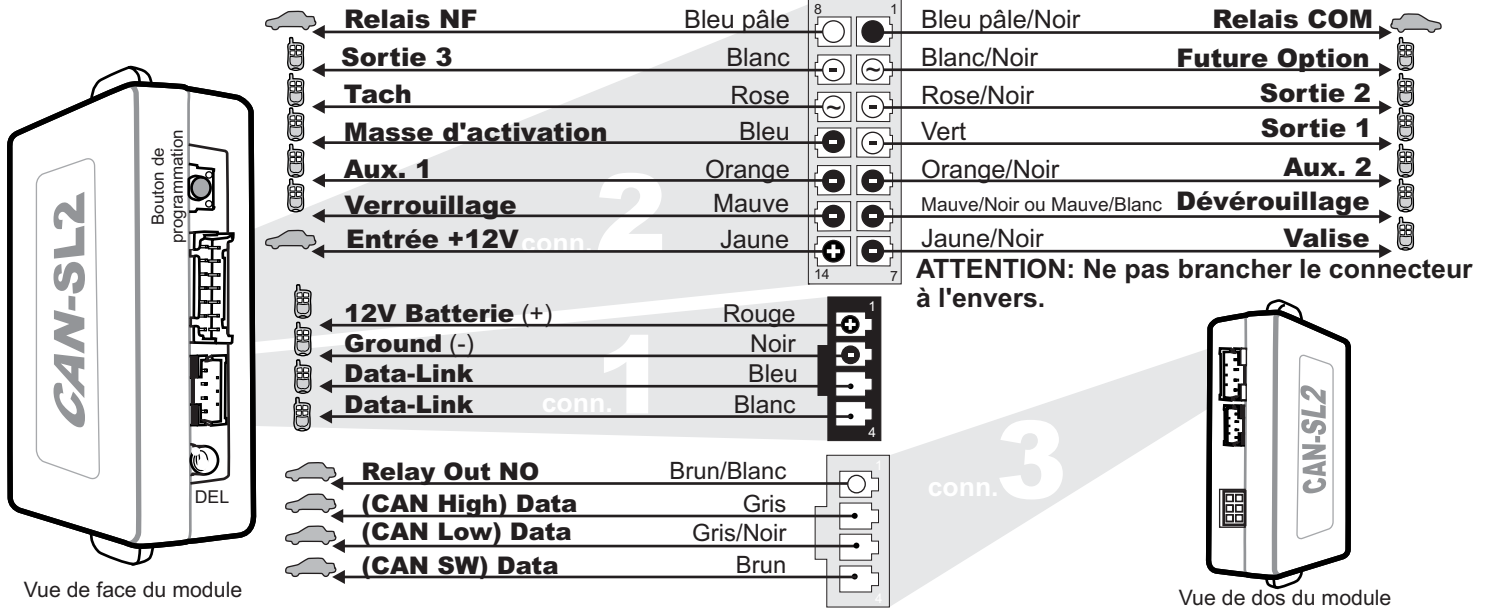 8 1
Relais NF Bleu pâle Bleu pâle/Noir Relais COM
Sortie 3 Blanc Blanc/Noir Future Option
Tach Rose Rose/Noir Sortie 2
Masse d'activation Bleu Vert Sortie 1
Aux. 1 Orange Orange/Noir Aux. 2
Verrouillage Mauve Mauve/Noir ou Mauve/Blanc Dévérouillage
Entrée +12V Jaune Jaune/Noir Valise
conn. 2
14 7
ATTENTION: Ne pas brancher le connecteur
à l'envers.
Bouton de
programmation
CAN-SL2
DEL
Vue de face du module
1
12V Batterie (+) Rouge
Ground (-) Noir
Data-Link Bleu
Data-Link Blanc
conn. 1
4
1
Relay Out NO Brun/Blanc
(CAN High) Data Gris
(CAN Low) Data Gris/Noir
(CAN SW) Data Brun
4
conn. 3
CAN-SL2
Vue de dos du module